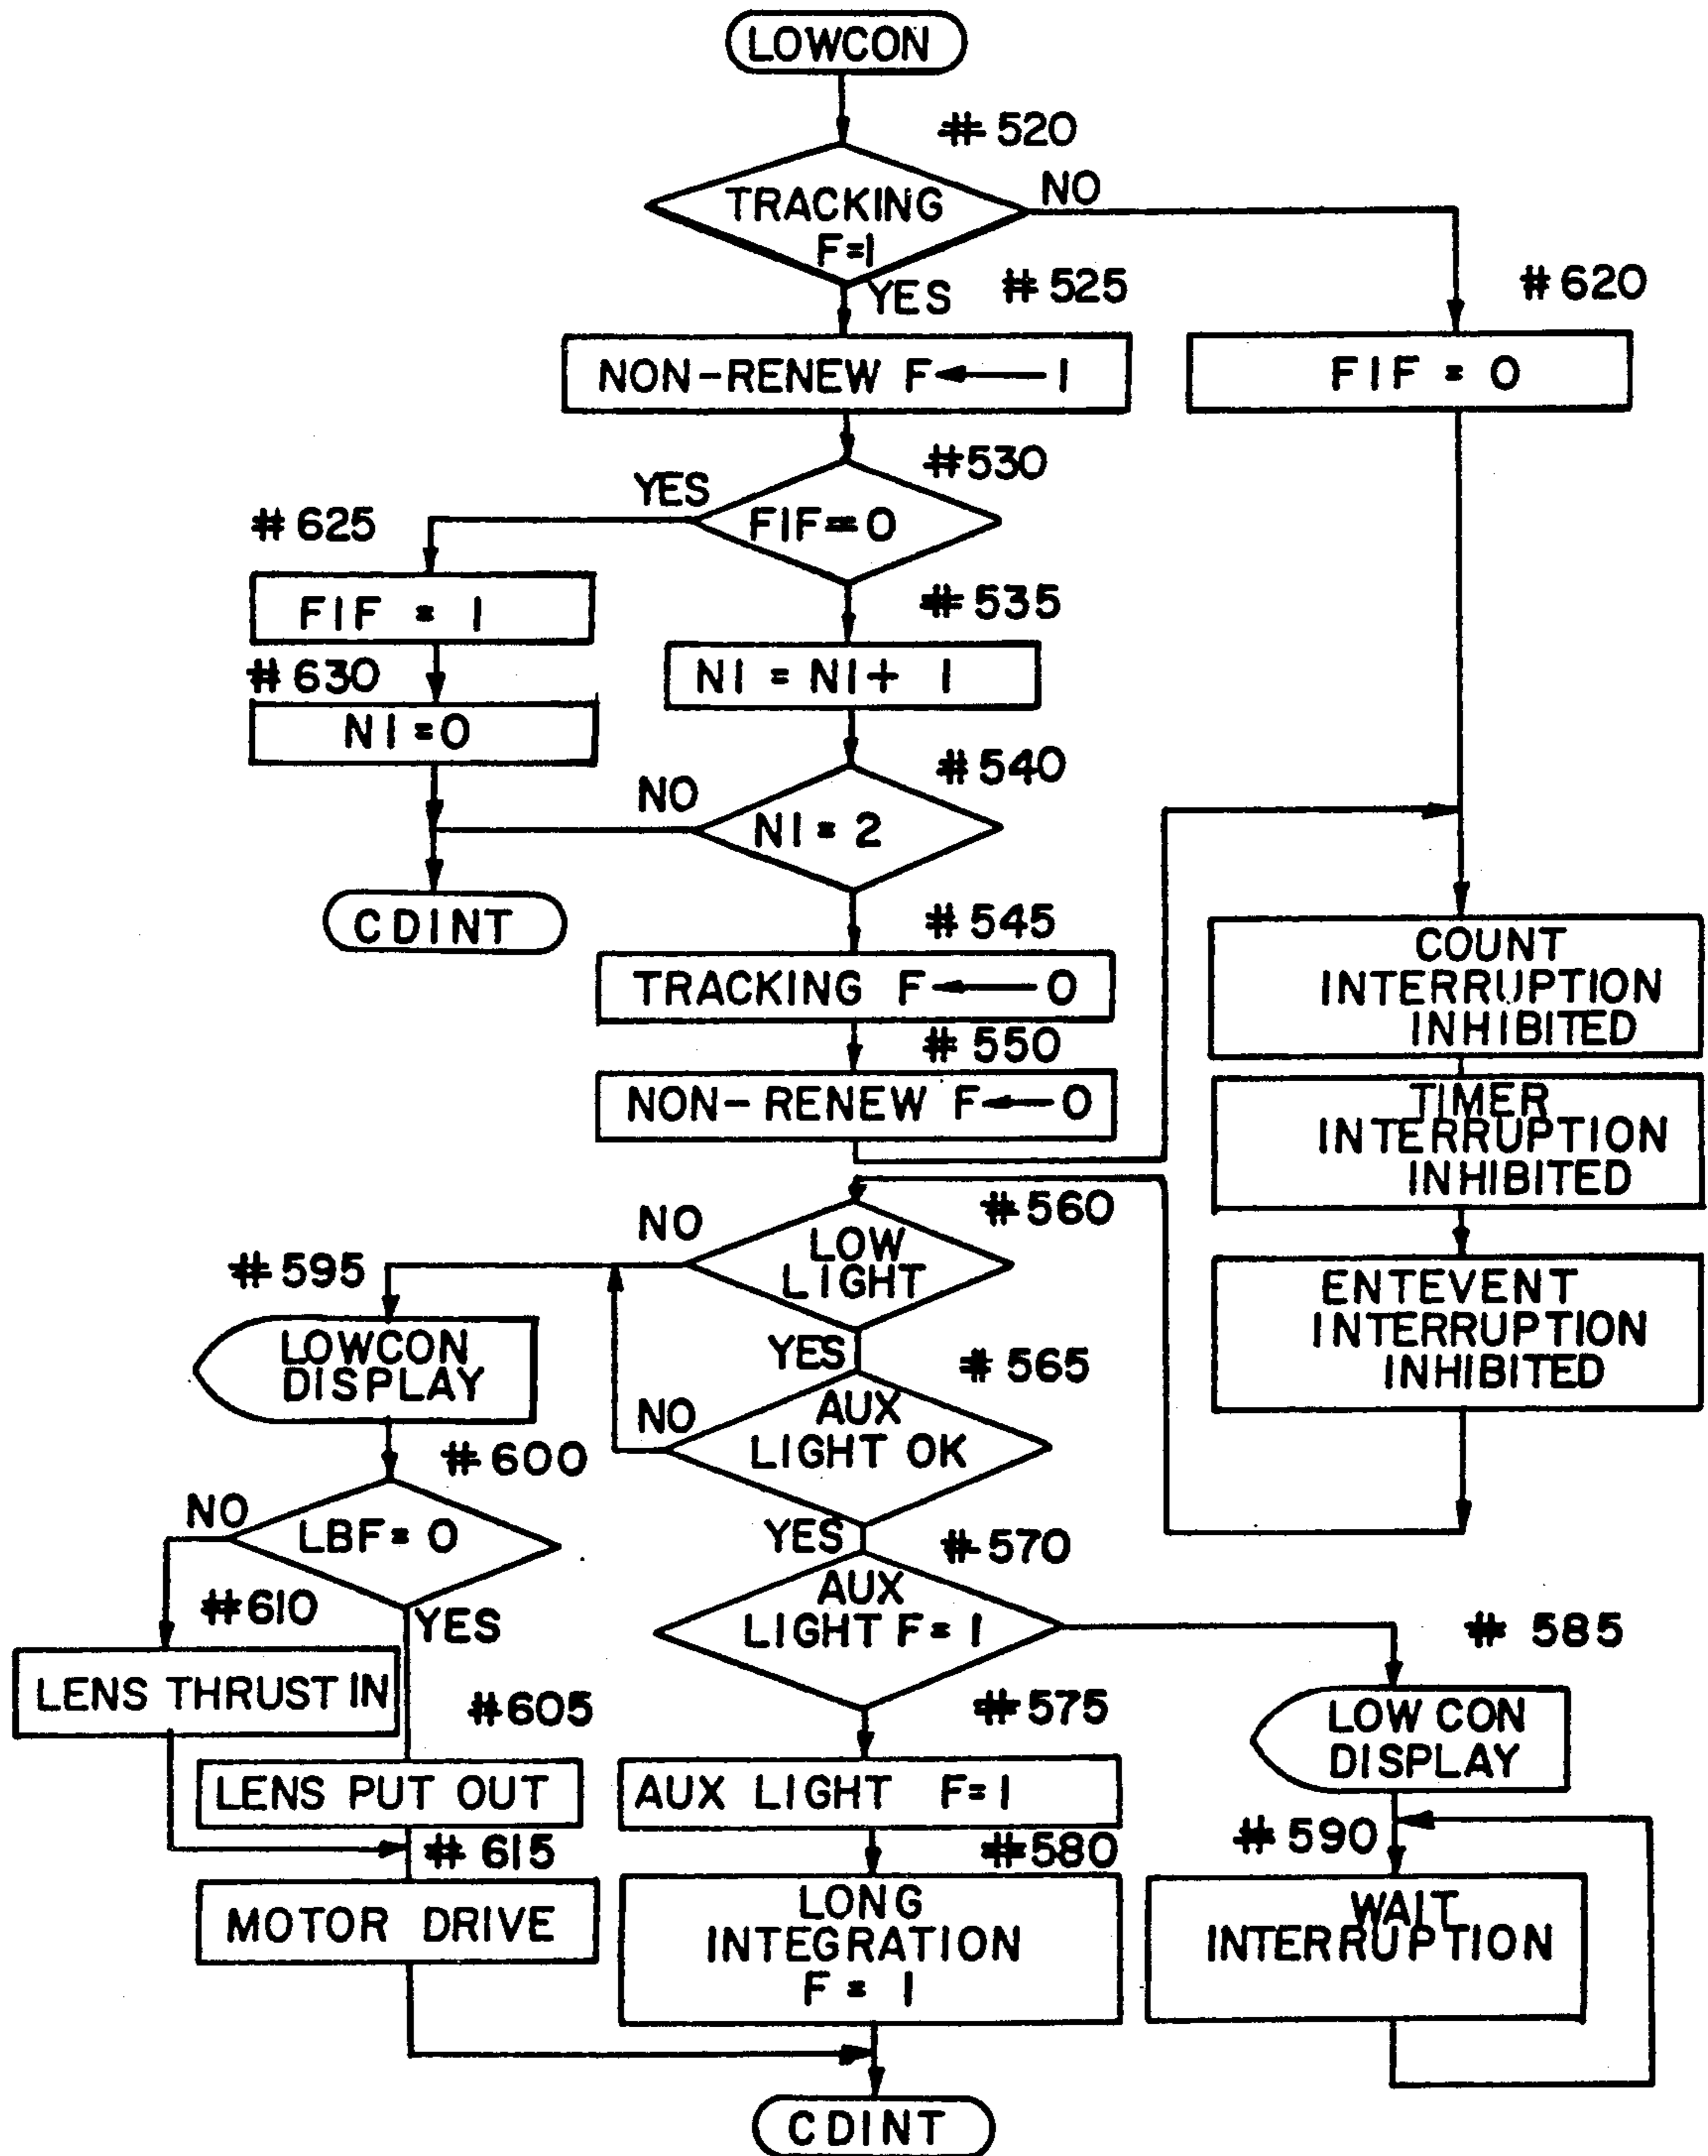 LOWCON
# 520
TRACKING
F=1
NO
YES
# 525
# 620
NON-RENEW F←1
FIF = 0
# 530
YES
FIF=0
# 625
FIF = 1
# 535
NI = NI + 1
# 630
NI=0
# 540
NO
NI = 2
CDINT
# 545
TRACKING F←0
COUNT
INTERRUPTION
INHIBITED
# 550
NON-RENEW F←0
TIMER
INTERRUPTION
INHIBITED
# 560
NO
LOW
LIGHT
YES
ENTEVENT
INTERRUPTION
INHIBITED
# 595
LOWCON
DISPLAY
# 565
NO
AUX
LIGHT OK
YES
# 600
NO
LBF = 0
YES
# 570
AUX
LIGHT F = 1
# 610
LENS THRUST IN
# 585
LOW CON
DISPLAY
# 605
LENS PUT OUT
# 575
AUX LIGHT F=1
# 590
WAIT
INTERRUPTION
# 615
MOTOR DRIVE
# 580
LONG
INTEGRATION
F = 1
CDINT